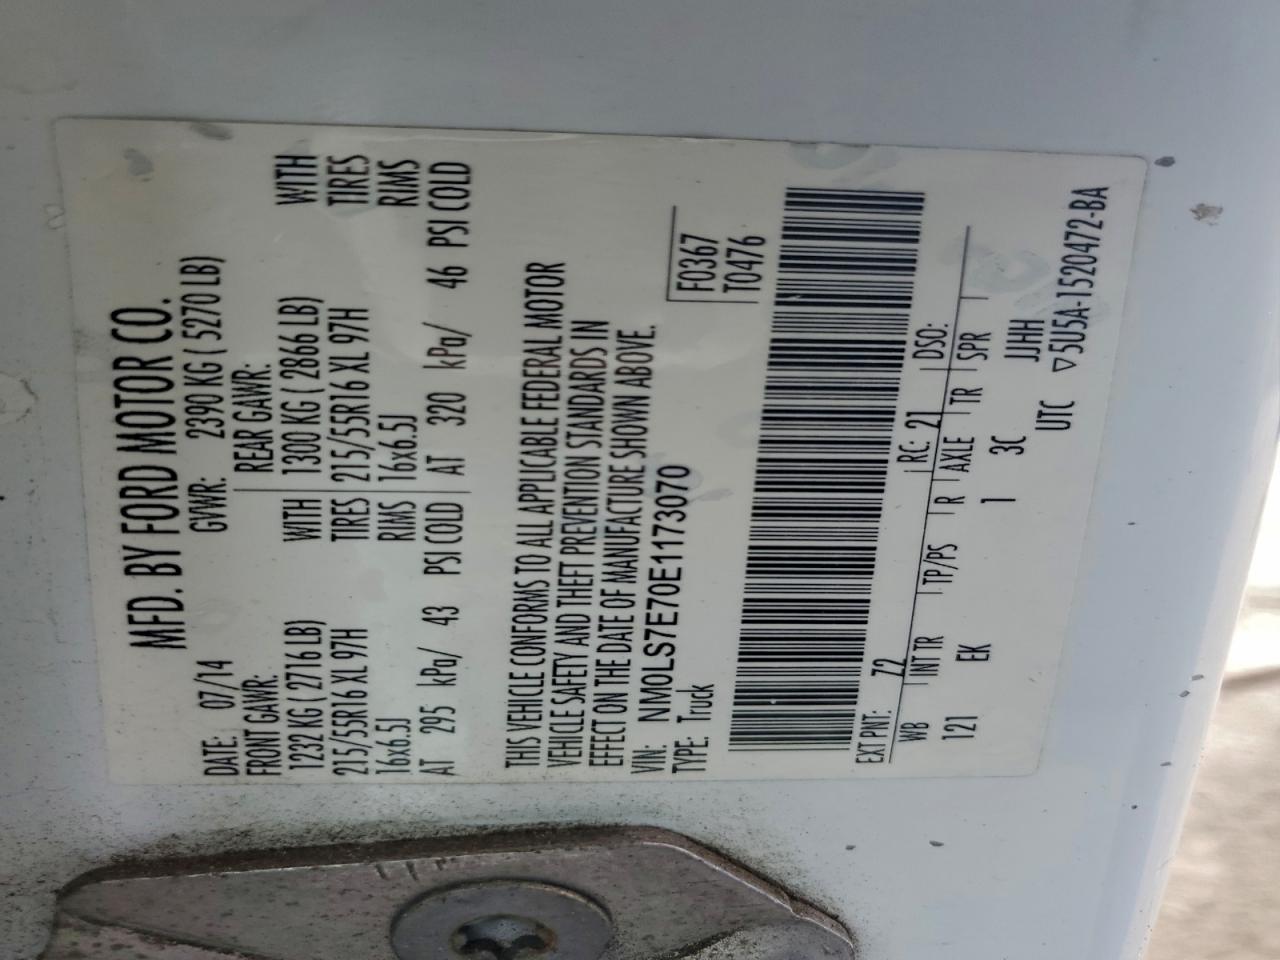 MFD. BY FORD MOTOR CO.
DATE: 07/14 GVWR: 2390 KG ( 5270 LB)
FRONT GAWR: REAR GAWR:
1232 KG ( 2716 LB) WITH 1300 KG ( 2866 LB) WITH
215/55R16 XL 97H TIRES 215/55R16 XL 97H TIRES
16x6.5J RIMS 16x6.5J RIMS
AT 295 kPa/ 43 PSI COLD AT 320 kPa/ 46 PSI COLD
THIS VEHICLE CONFORMS TO ALL APPLICABLE FEDERAL MOTOR
VEHICLE SAFETY AND THEFT PREVENTION STANDARDS IN
EFFECT ON THE DATE OF MANUFACTURE SHOWN ABOVE.
VIN: NM0LS7E70E1173070 F0367
TYPE: Truck T0476
EXT PNT: Z2 RC: 21 DSO:
WB INT TR TP/PS R AXLE TR SPR
121 EK 1 3C JJHH
UTC ▽5U5A-1520472-BA